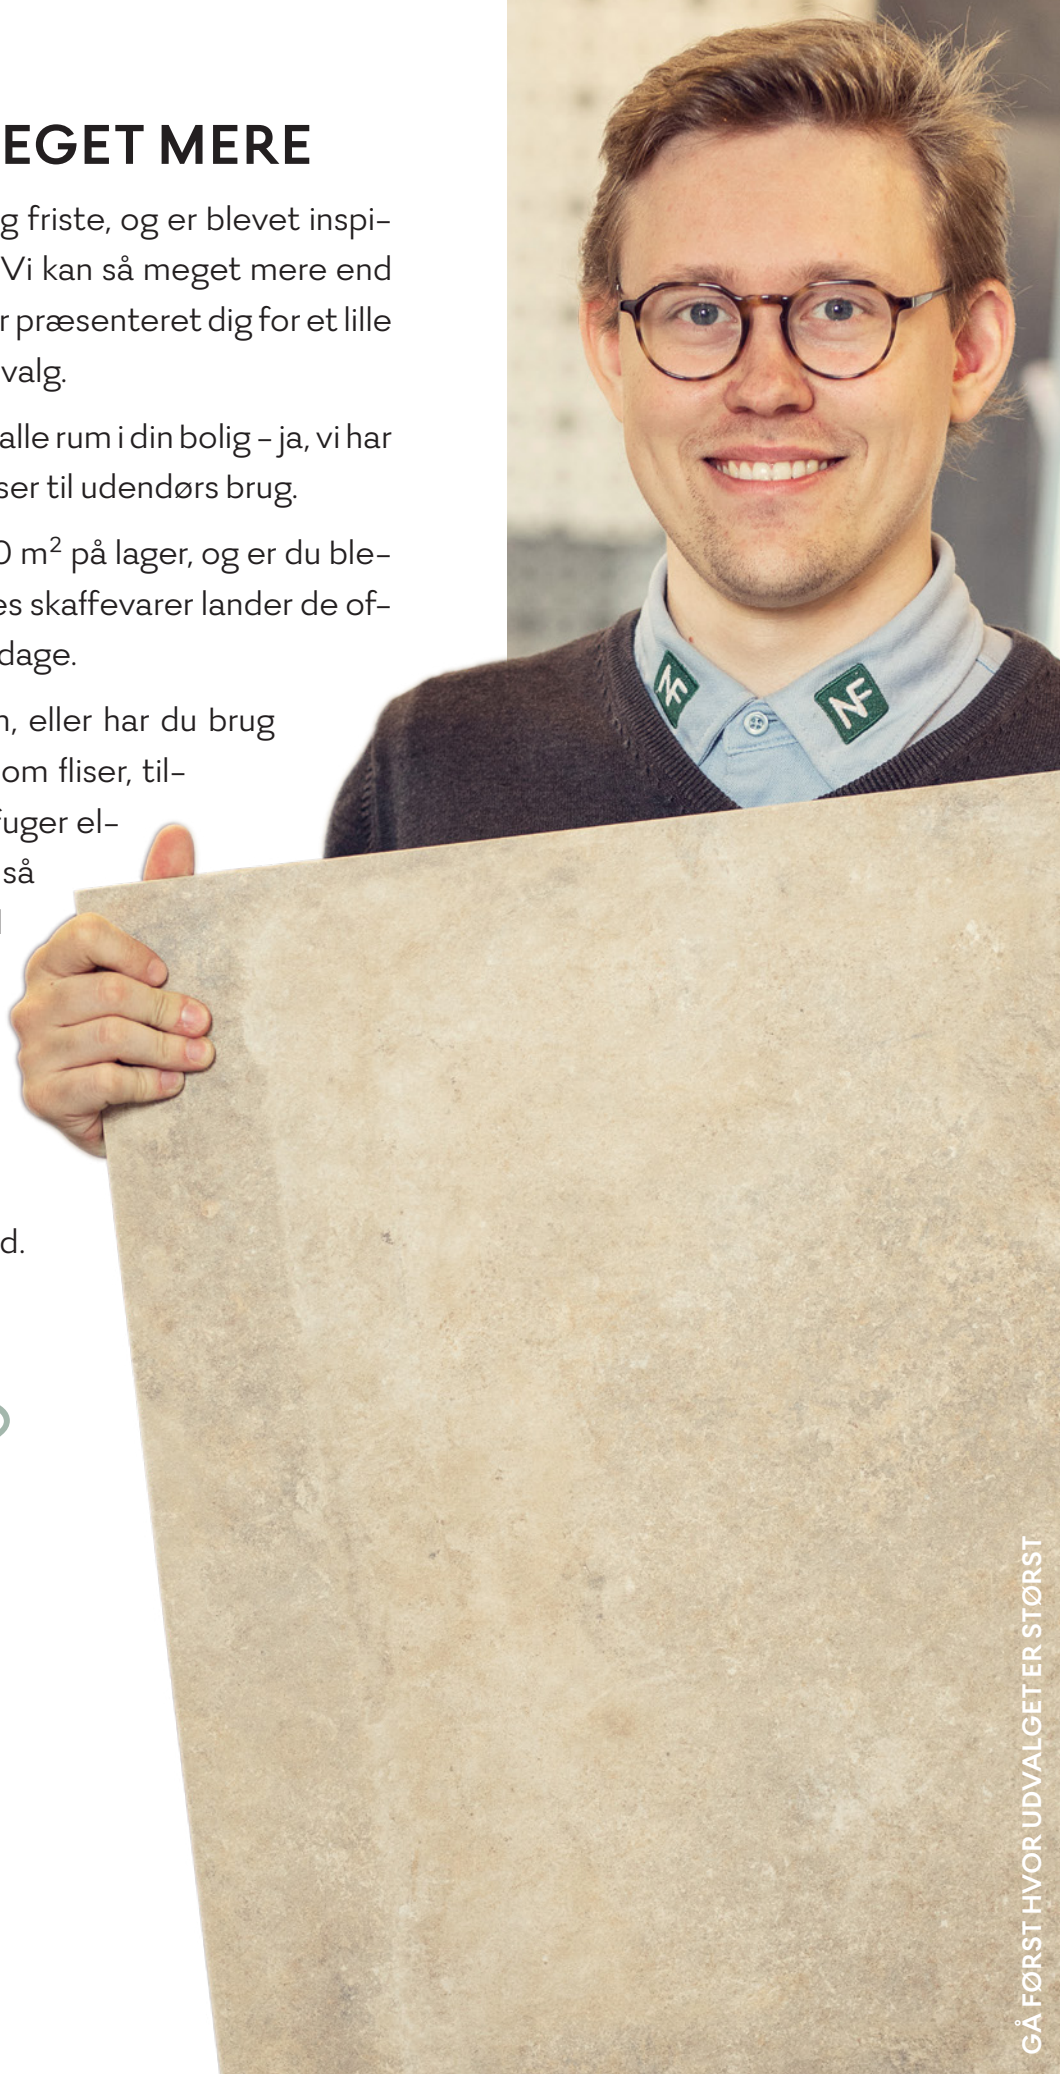 EGET MERE
g friste, og er blevet inspi-
Vi kan så meget mere end
r præsenteret dig for et lille
valg.
alle rum i din bolig – ja, vi har
ser til udendørs brug.
0 m² på lager, og er du ble-
es skaffevarer lander de of-
dage.
n, eller har du brug
om fliser, til-
fuger el-
så
d.
NF
NF
GÅ FØRST HVOR UDVALGET ER STØRST